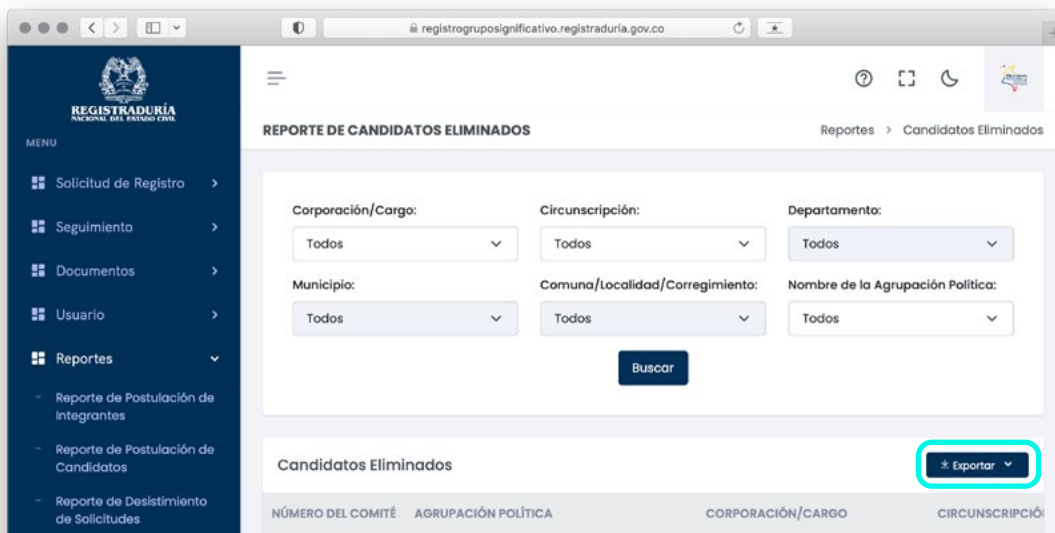 registrogruposignificativo.registraduria.gov.co
REGISTRADURÍA
NACIONAL DEL ESTADO CIVIL
MENU
Solicitud de Registro
Seguimiento
Documentos
Usuario
Reportes
Reporte de Postulación de
Integrantes
Reporte de Postulación de
Candidatos
Reporte de Desistimiento
de Solicitudes
REPORTE DE CANDIDATOS ELIMINADOS
Reportes > Candidatos Eliminados
Corporación/Cargo: Circunscripción: Departamento:
Todos Todos Todos
Municipio: Comuna/Localidad/Corregimiento: Nombre de la Agrupación Política:
Todos Todos Todos
Buscar
Candidatos Eliminados
Exportar
NÚMERO DEL COMITÉ AGRUPACIÓN POLÍTICA CORPORACIÓN/CARGO CIRCUNSCRIPCIÓ